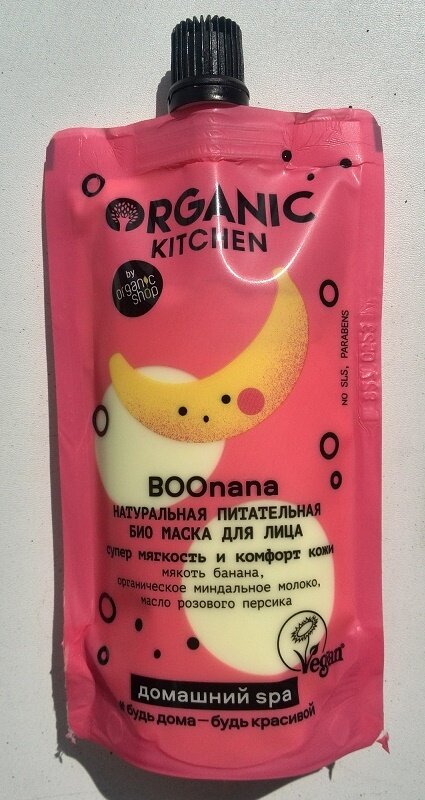 ORGANIC
KITCHEN
by
organic
shop
NO SLS, PARABENS
BOOnana
НАТУРАЛЬНАЯ ПИТАТЕЛЬНАЯ
БИО МАСКА ДЛЯ ЛИЦА
супер мягкость и комфорт кожи
мякоть банана,
органическое миндальное молоко,
масло розового персика
Vegan
домашний spa
# будь дома — будь красивой